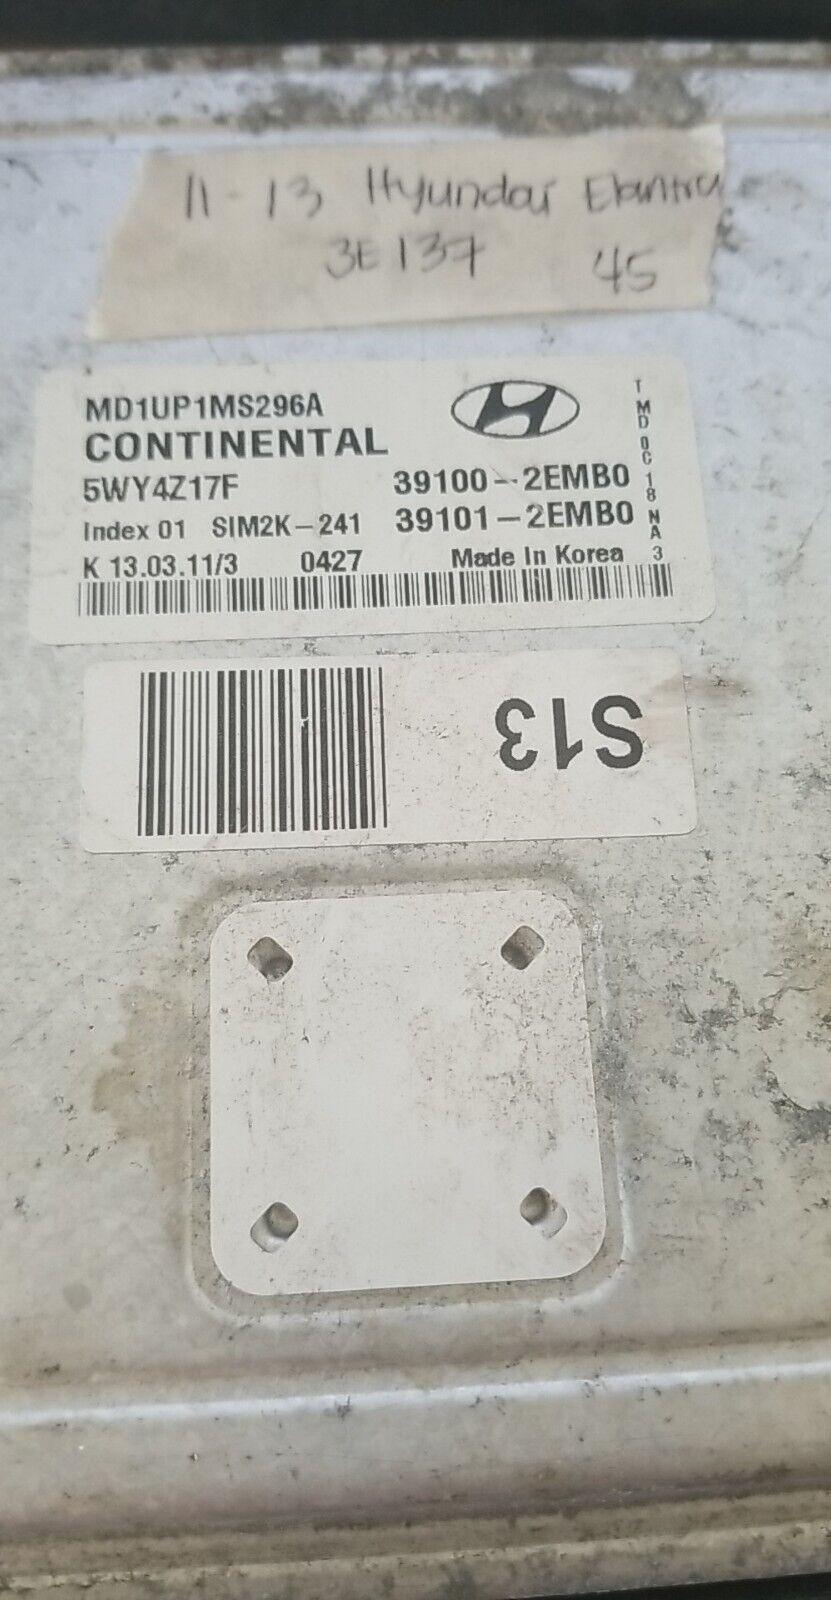 11-13 Hyundai Elantra
3E137 45
MD1UP1MS296A
CONTINENTAL
5WY4Z17F 39100-2EMB0
Index 01 SIM2K-241 39101-2EMB0
K 13.03.11/3 0427 Made In Korea
T MD 0C 18 NA 3
S13